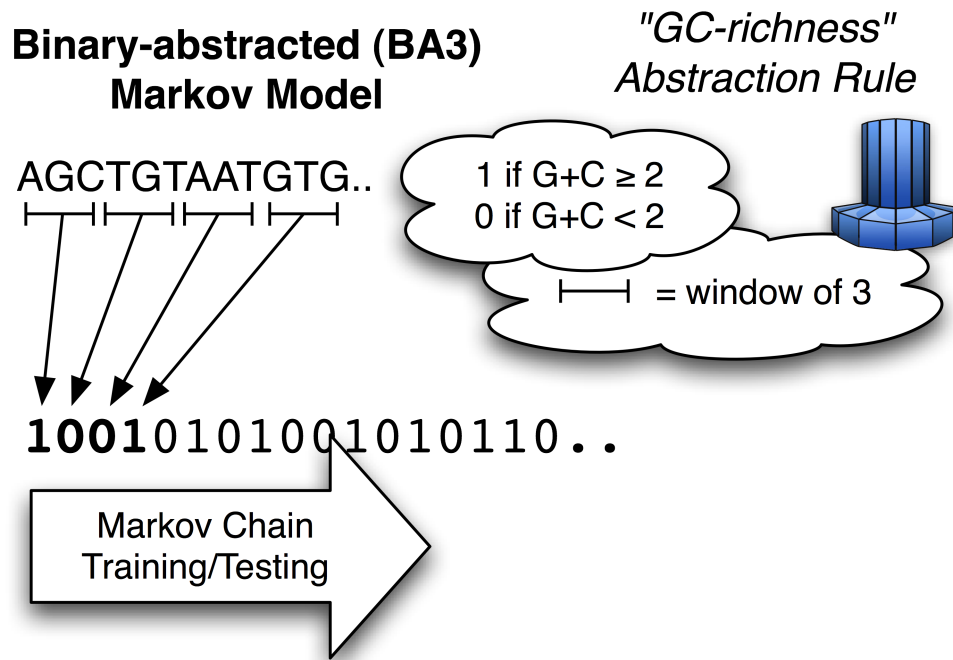 Binary-abstracted (BA3)
Markov Model
"GC-richness"
Abstraction Rule
AGCTGTAATGTG..
1 if G+C ≥ 2
0 if G+C < 2
= window of 3
10010101001010110..
Markov Chain
Training/Testing